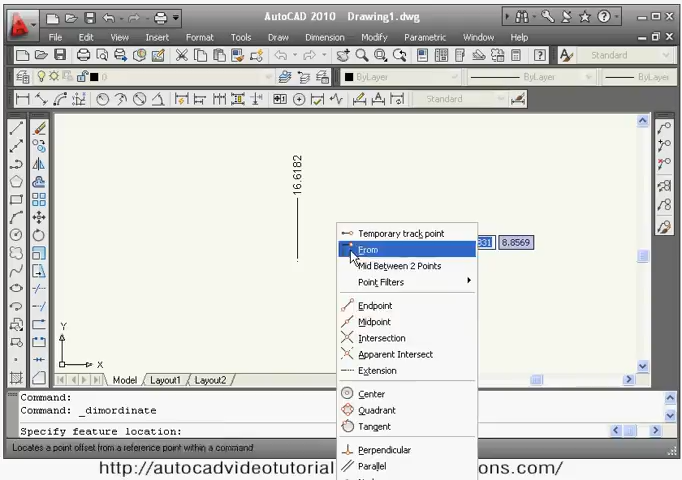 AutoCAD 2010 Drawing1.dwg
File Edit View Insert Format Tools Draw Dimension Modify Parametric Window Help
Standard
0 ByLayer ByLayer ByLayer
Standard
16.6182
Temporary track point
From
331 8.8569
Mid Between 2 Points
Point Filters
Endpoint
Midpoint
Intersection
Apparent Intersect
Extension
Center
Quadrant
Tangent
Perpendicular
Parallel
Y
X
Model Layout1 Layout2
Command:
Command: _dimordinate
Specify feature location:
Locates a point offset from a reference point within a command
http://autocadvideotutorial ons.com/